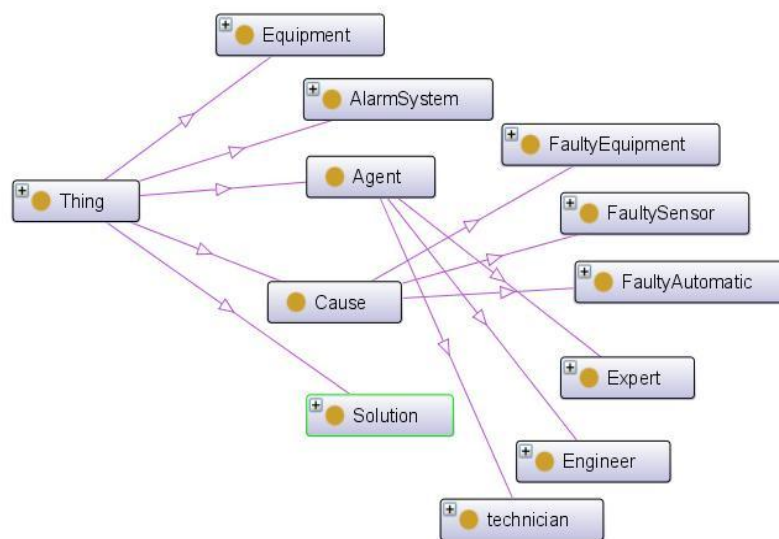 Equipment
AlarmSystem
FaultyEquipment
Agent
Thing
FaultySensor
FaultyAutomatic
Cause
Expert
Solution
Engineer
technician